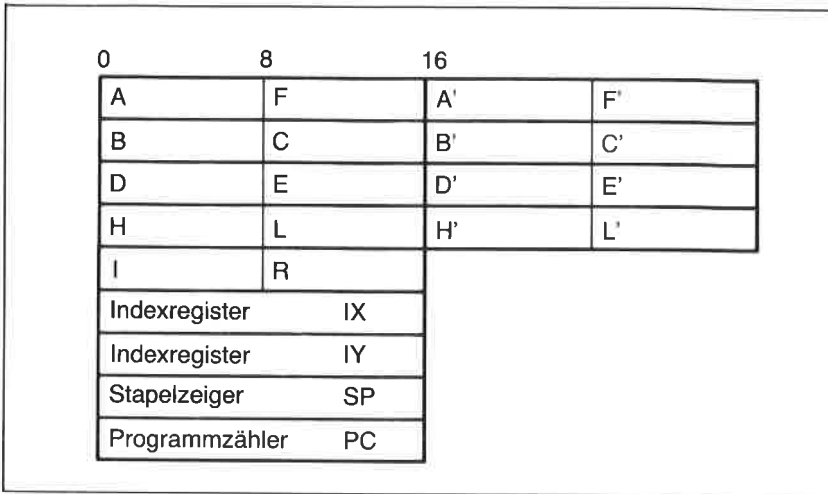 0 8 16
A F A' F'
B C B' C'
D E D' E'
H L H' L'
I R
Indexregister IX
Indexregister IY
Stapelzeiger SP
Programmzähler PC